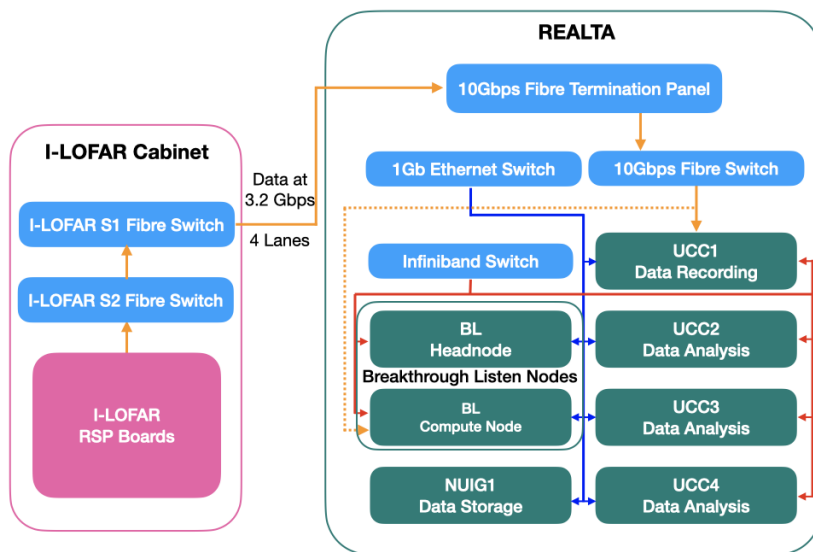 REALTA
10Gbps Fibre Termination Panel
I-LOFAR Cabinet
Data at
3.2 Gbps
4 Lanes
1Gb Ethernet Switch
10Gbps Fibre Switch
I-LOFAR S1 Fibre Switch
I-LOFAR S2 Fibre Switch
I-LOFAR
RSP Boards
Infiniband Switch
UCC1
Data Recording
BL
Headnode
UCC2
Data Analysis
Breakthrough Listen Nodes
BL
Compute Node
UCC3
Data Analysis
NUIG1
Data Storage
UCC4
Data Analysis